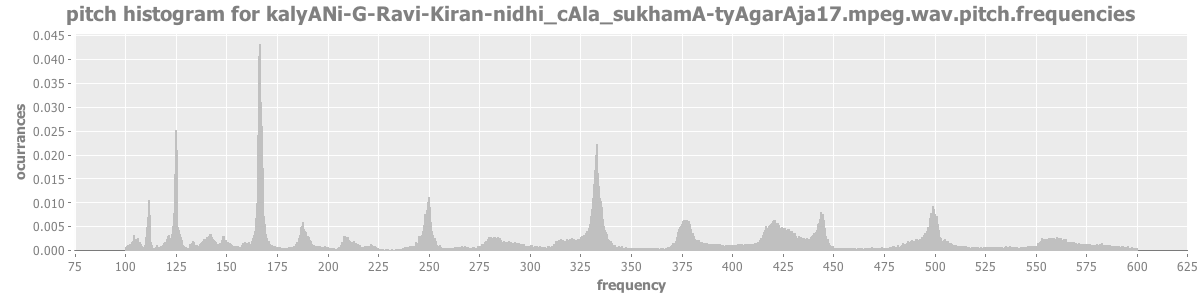 pitch histogram for kalyANi-G-Ravi-Kiran-nidhi_cAla_sukhamA-tyAgarAja17.mpeg.wav.pitch.frequencies
ocurrances
0.045
0.040
0.035
0.030
0.025
0.020
0.015
0.010
0.005
0.000
75 100 125 150 175 200 225 250 275 300 325 350 375 400 425 450 475 500 525 550 575 600 625
frequency